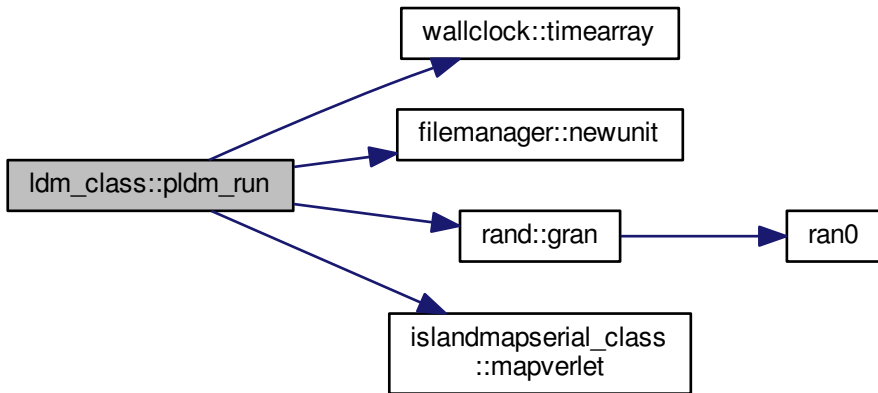 wallclock::timearray
filemanager::newunit
ldm_class::pldm_run
rand::gran
ran0
islandmapserial_class
::mapverlet